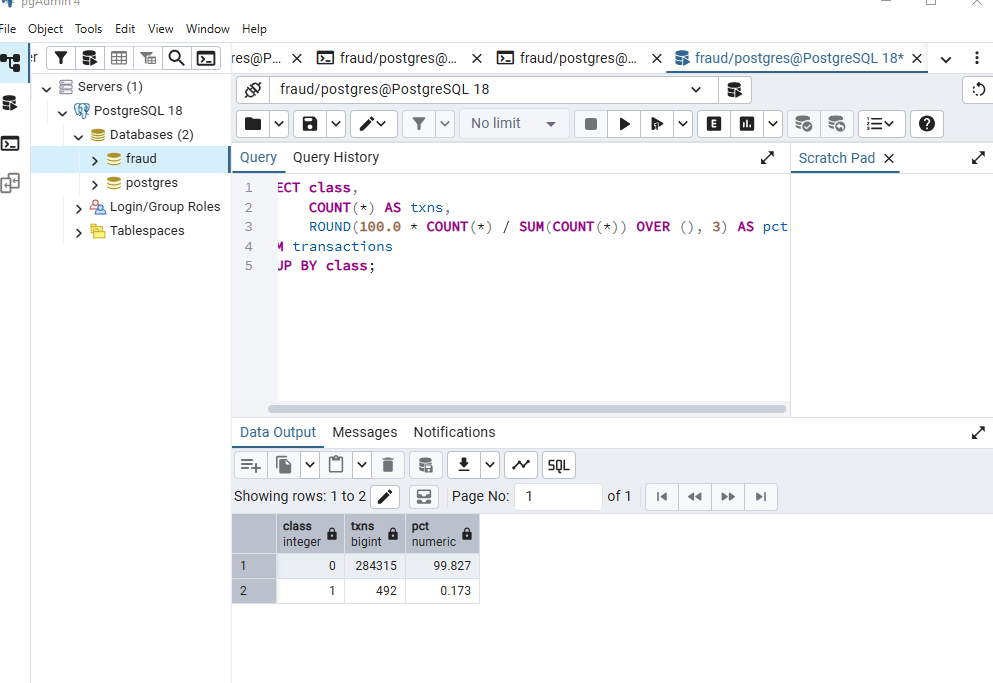 pgAdmin 4
File Object Tools Edit View Window Help
res@P... fraud/postgres@... fraud/postgres@... fraud/postgres@PostgreSQL 18*
Servers (1)
PostgreSQL 18
Databases (2)
fraud
postgres
Login/Group Roles
Tablespaces
fraud/postgres@PostgreSQL 18
No limit
Query Query History
Scratch Pad
1 ECT class,
2 COUNT(*) AS txns,
3 ROUND(100.0 * COUNT(*) / SUM(COUNT(*)) OVER (), 3) AS pct
4 M transactions
5 UP BY class;
Data Output Messages Notifications
SQL
Showing rows: 1 to 2 Page No: 1 of 1
class txns pct
integer bigint numeric
1 0 284315 99.827
2 1 492 0.173